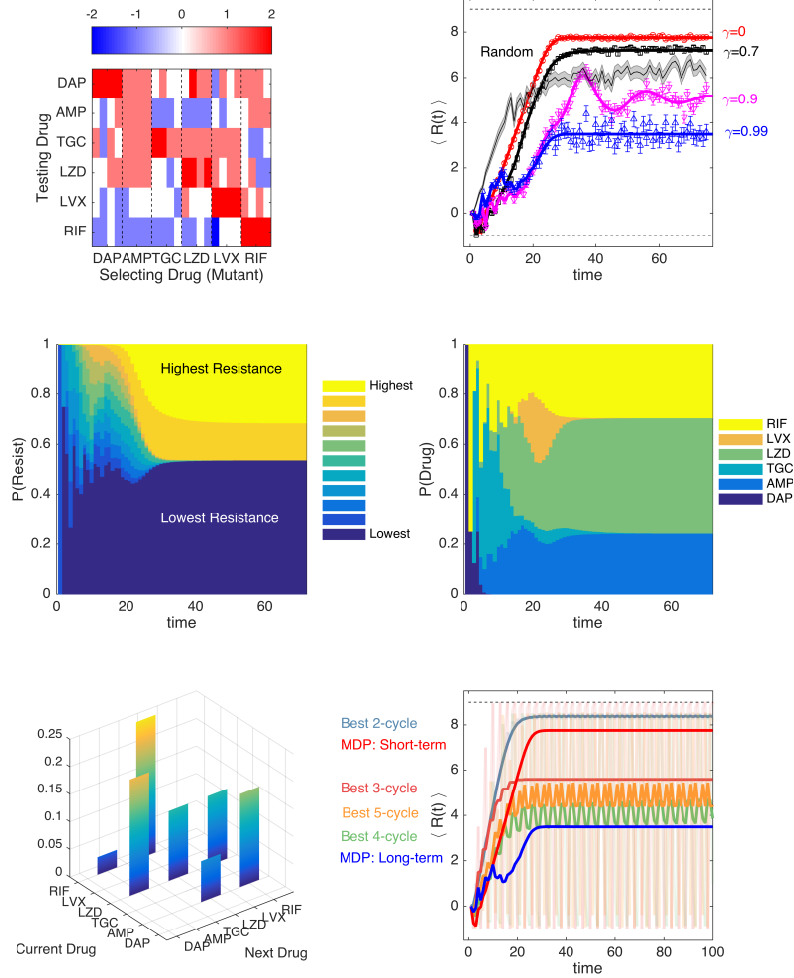 -2 -1 0 1 2
Testing Drug
DAP
AMP
TGC
LZD
LVX
RIF
DAP AMP TGC LZD LVX RIF
Selecting Drug (Mutant)
⟨ R(t) ⟩
8
6
4
2
0
Random
γ=0
γ=0.7
γ=0.9
γ=0.99
0 20 40 60
time
P(Resist)
1
0.8
0.6
0.4
0.2
0
Highest Resistance
Lowest Resistance
0 20 40 60
time
Highest
Lowest
P(Drug)
1
0.8
0.6
0.4
0.2
0
0 20 40 60
time
RIF
LVX
LZD
TGC
AMP
DAP
0.25
0.2
0.15
0.1
0.05
0
RIF
LVX
LZD
TGC
AMP
DAP
Current Drug
DAP
AMP
TGC
LZD
LVX
RIF
Next Drug
Best 2-cycle
MDP: Short-term
Best 3-cycle
Best 5-cycle
Best 4-cycle
MDP: Long-term
⟨ R(t) ⟩
8
6
4
2
0
0 20 40 60 80 100
time